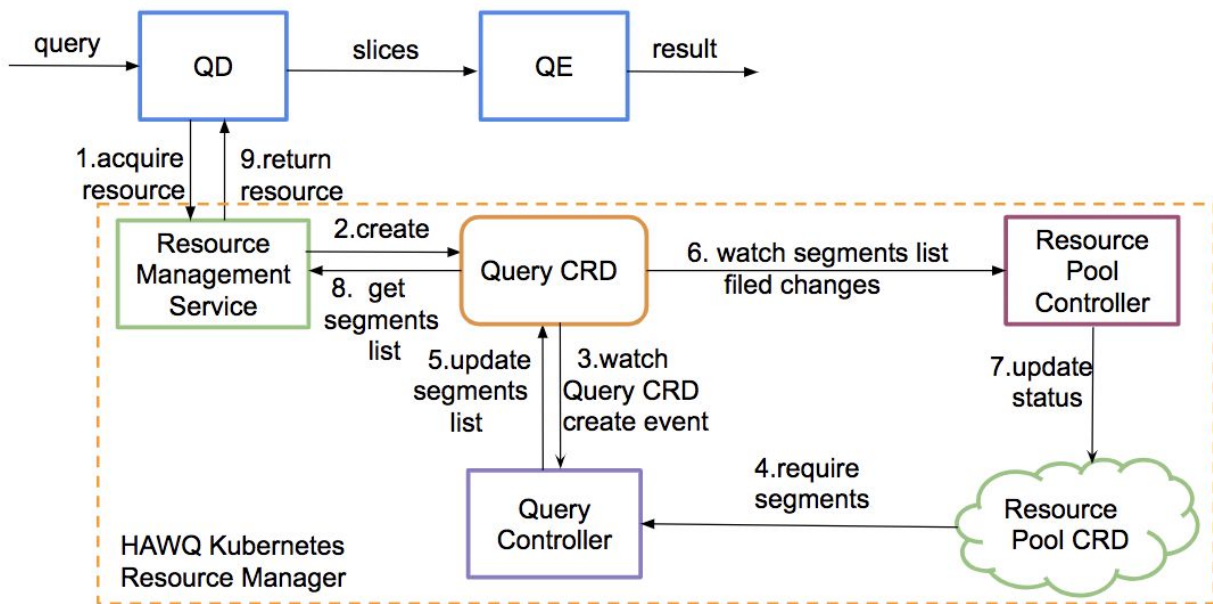 query
QD
slices
QE
result
1.acquire
resource
9.return
resource
Resource
Management
Service
2.create
8.  get
segments
list
Query CRD
6. watch segments list
filed changes
Resource
Pool
Controller
5.update
segments
list
3.watch
Query CRD
create event
7.update
status
4.require
segments
Query
Controller
Resource
Pool CRD
HAWQ Kubernetes
Resource Manager